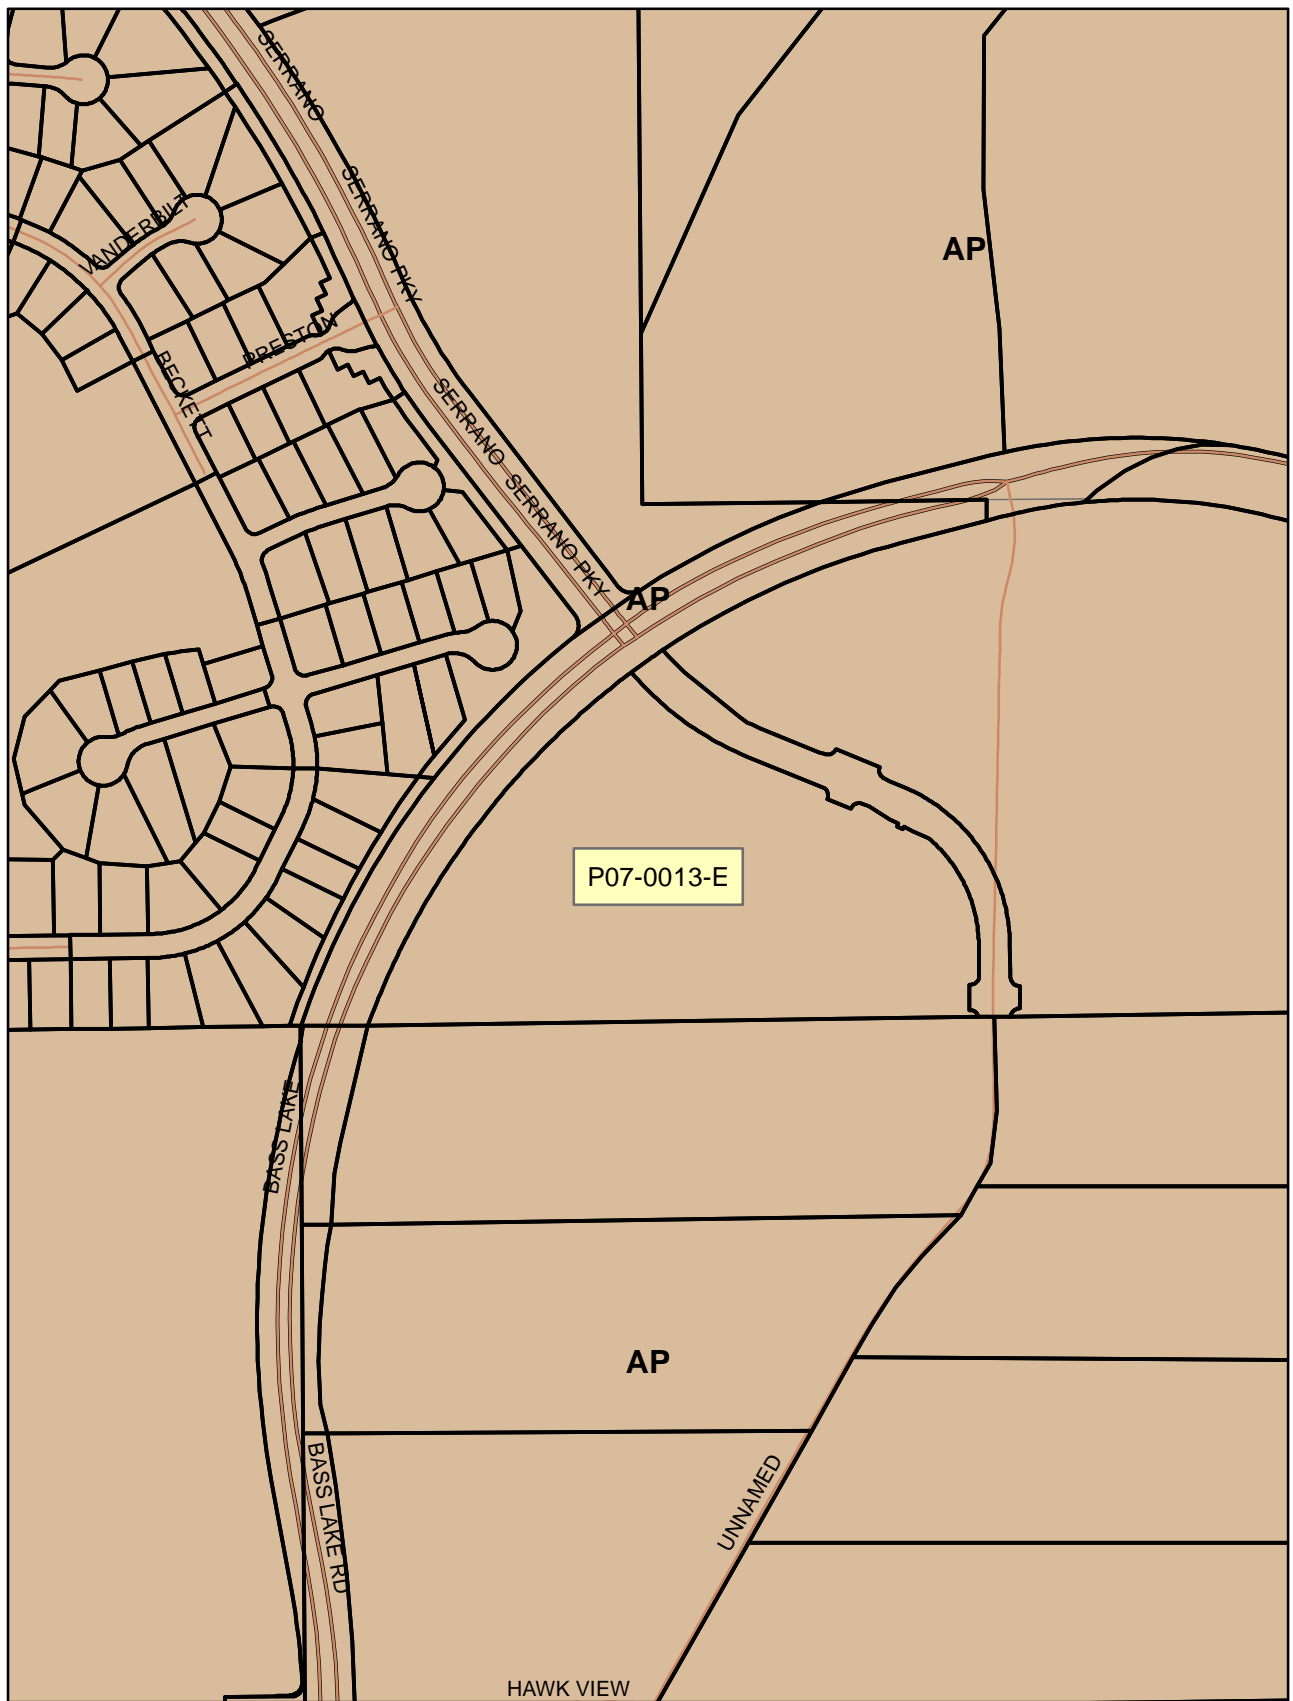 SERRANO
SERRANO PKY
VANDERBILT
AP
PRESTON
BECKETT
SERRANO
SERRANO PKY
AP
P07-0013-E
BASS LAKE
AP
BASS LAKE RD
UNNAMED
HAWK VIEW